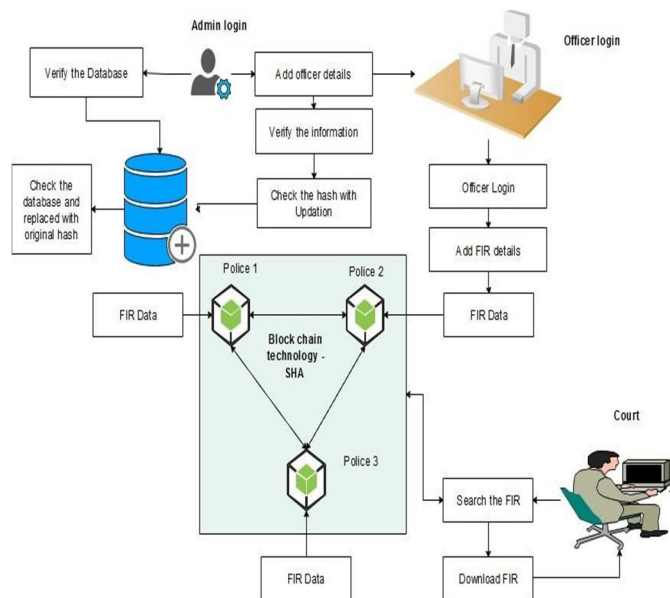 Admin login
Officer login
Verify the Database
Add officer details
Verify the information
Check the
database and
replaced with
original hash
Check the hash with
Updation
Officer Login
Add FIR details
Police 1
Police 2
FIR Data
FIR Data
Block chain
technology -
SHA
Court
Police 3
Search the FIR
FIR Data
Download FIR